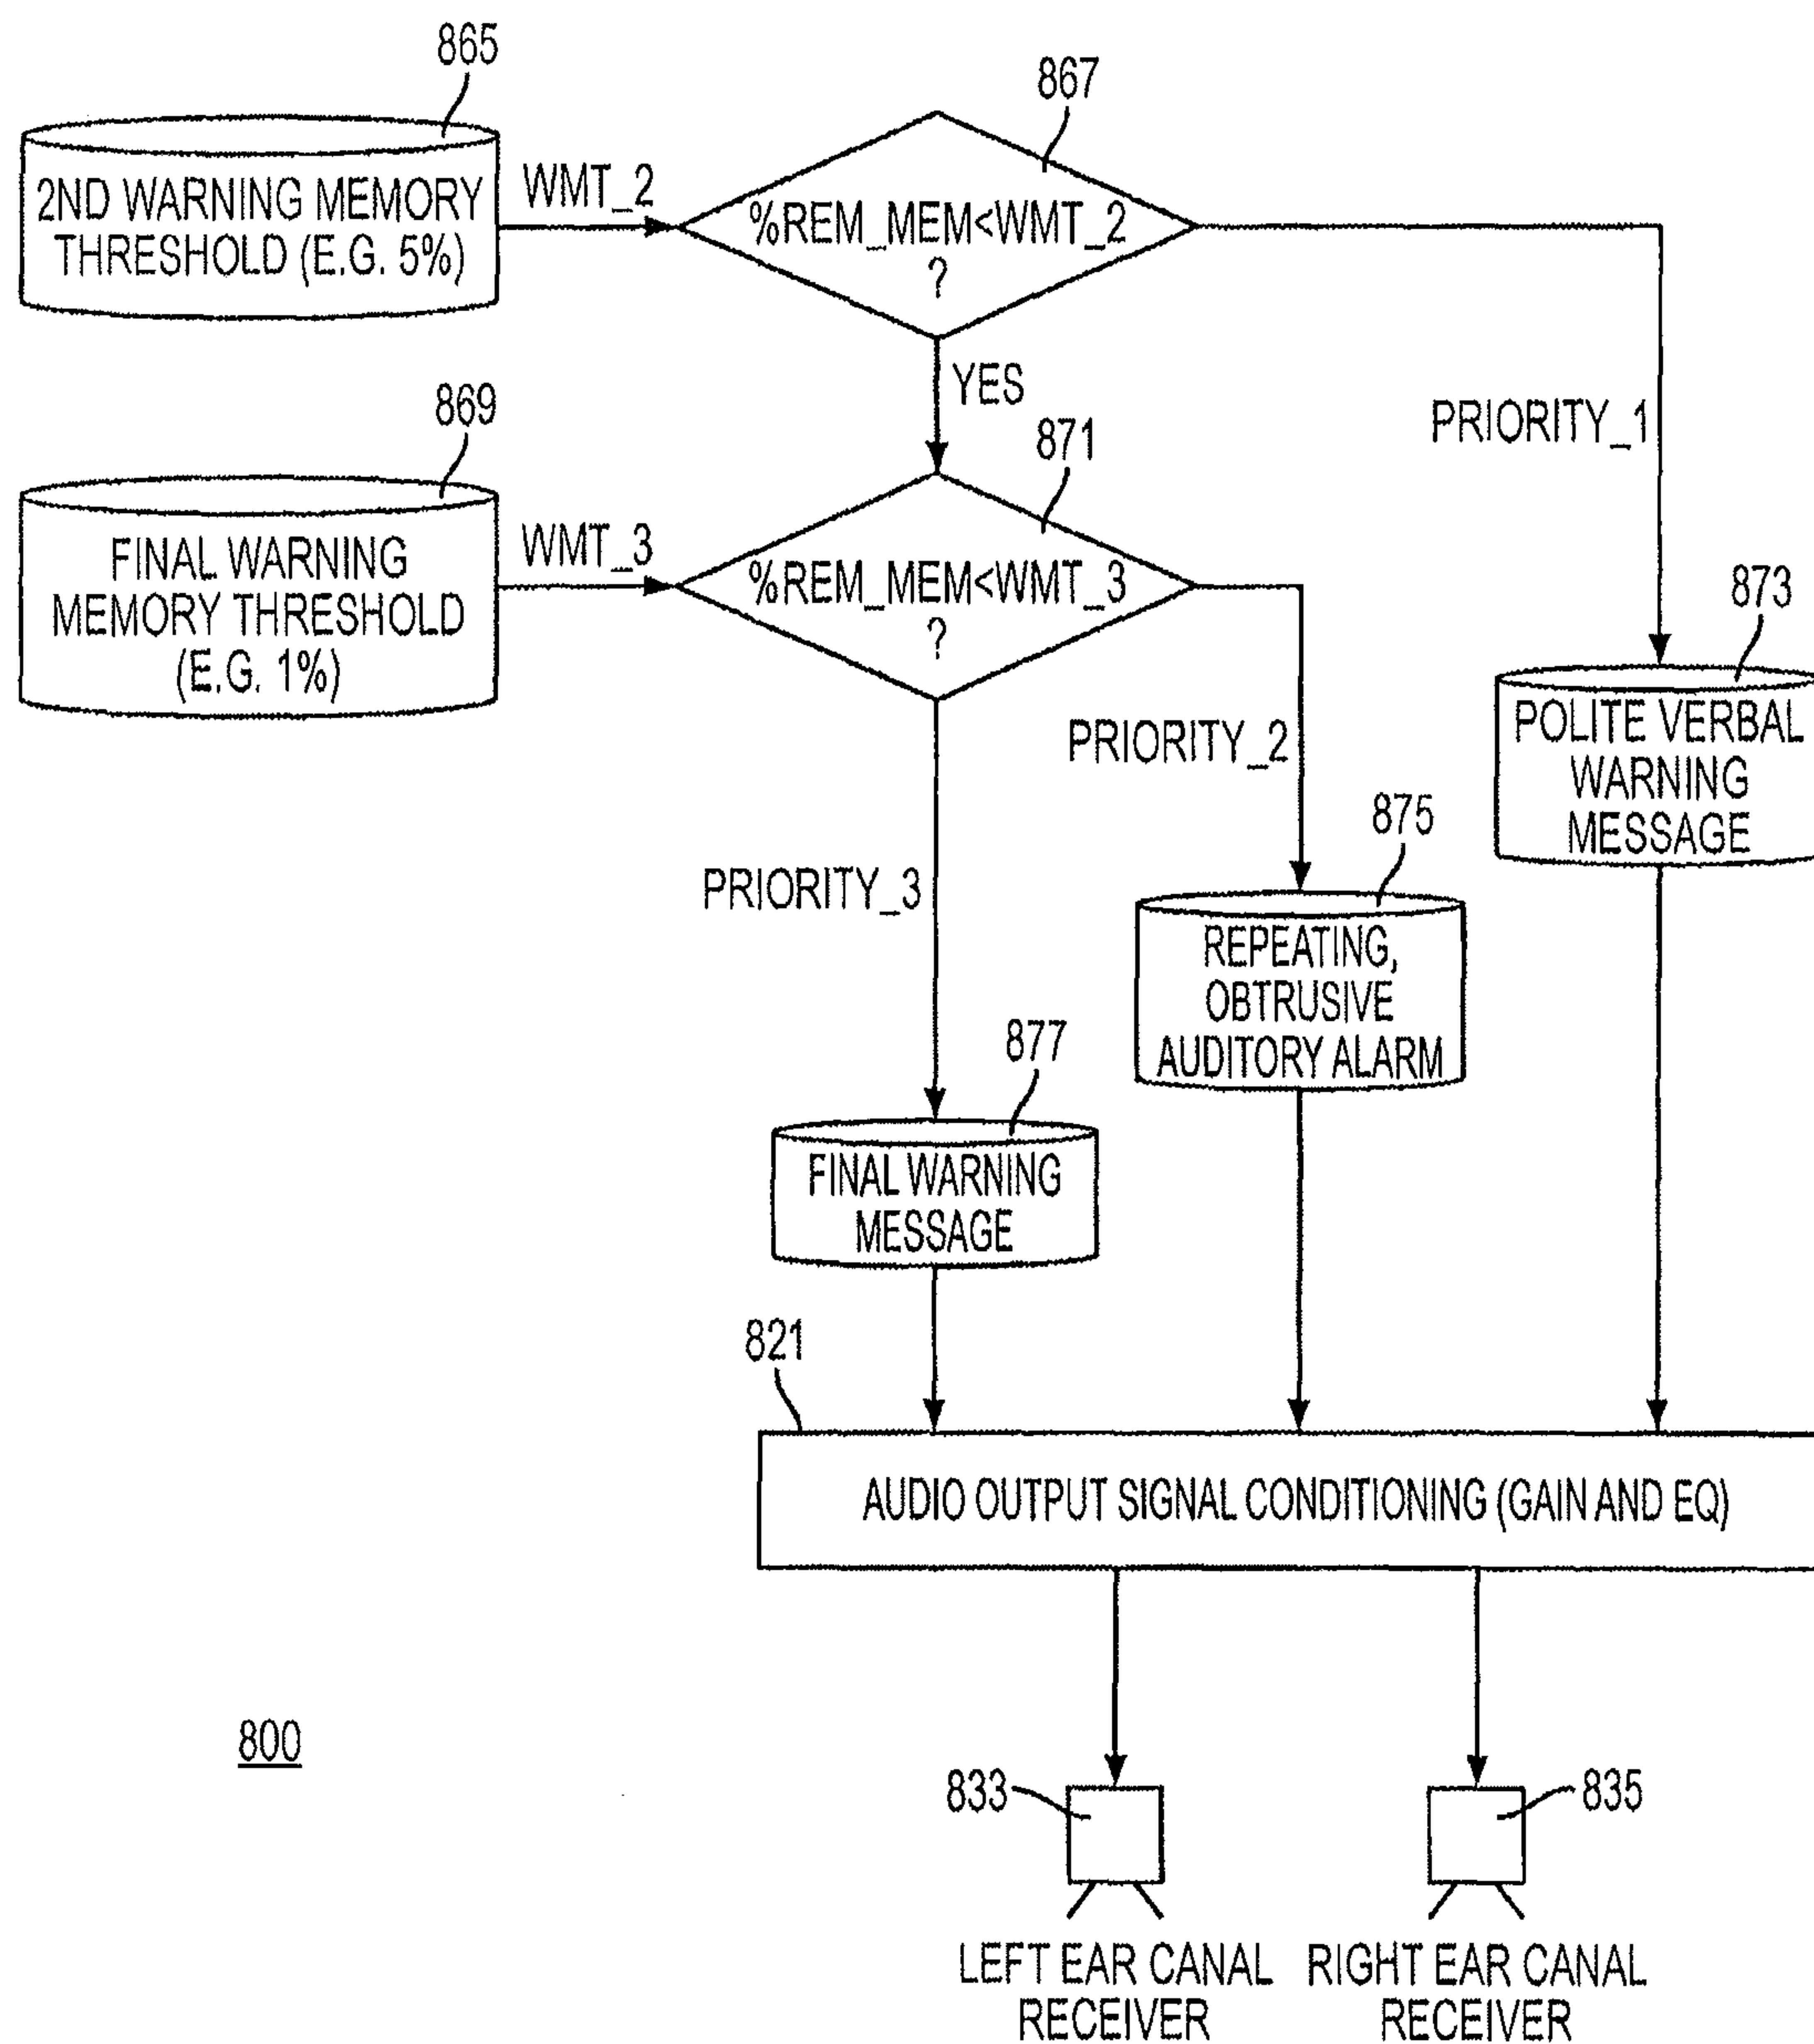 865
867
2ND WARNING MEMORY
THRESHOLD (E.G. 5%)
WMT_2
%REM_MEM<WMT_2
?
YES
PRIORITY_1
869
871
FINAL WARNING
MEMORY THRESHOLD
(E.G. 1%)
WMT_3
%REM_MEM<WMT_3
?
873
POLITE VERBAL
WARNING
MESSAGE
PRIORITY_2
875
REPEATING,
OBTRUSIVE
AUDITORY ALARM
PRIORITY_3
877
FINAL WARNING
MESSAGE
821
AUDIO OUTPUT SIGNAL CONDITIONING (GAIN AND EQ)
800
833
835
LEFT EAR CANAL
RECEIVER
RIGHT EAR CANAL
RECEIVER